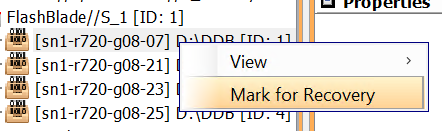 FlashBlade//S_1 [ID: 1]
Properties
[sn1-r720-g08-07] D:\DDB [ID: 1]
View
[sn1-r720-g08-21]
[sn1-r720-g08-23]
Mark for Recovery
[sn1-r720-g08-25] D:\DDB [ID: 4]